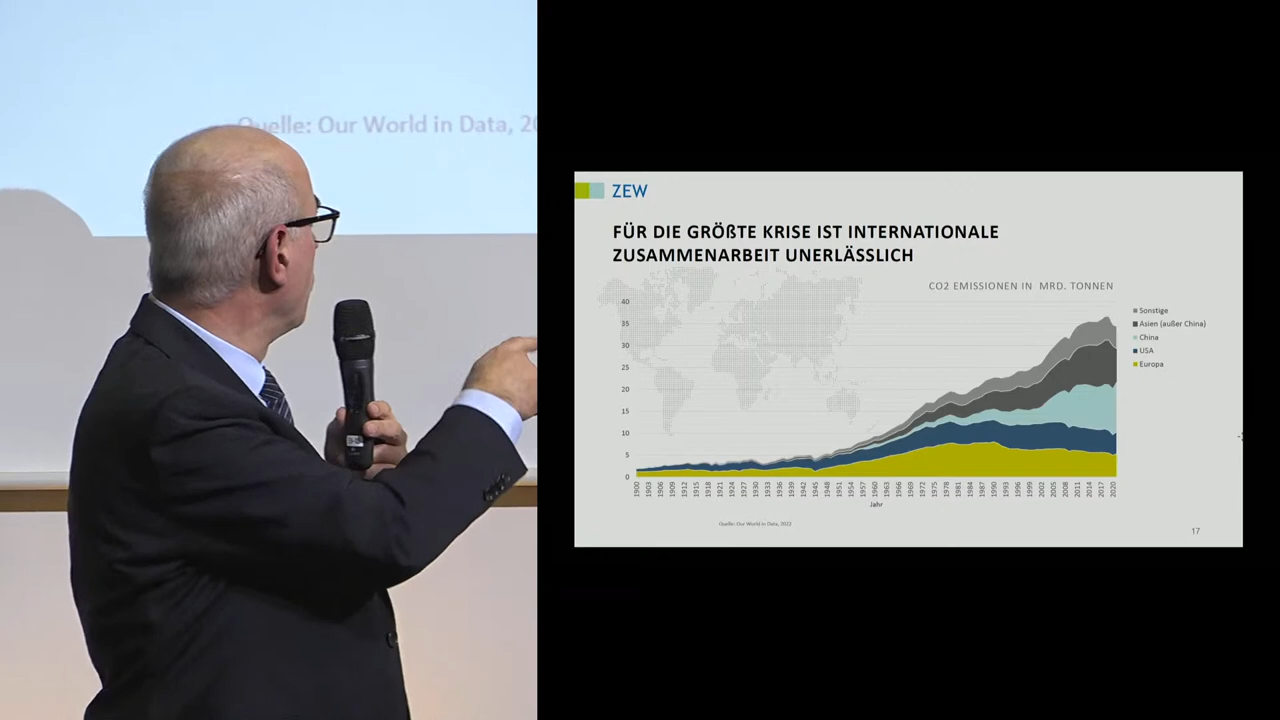 Quelle: Our World in Data, 20
ZEW
FÜR DIE GRÖẞTE KRISE IST INTERNATIONALE
ZUSAMMENARBEIT UNERLÄSSLICH
CO2 EMISSIONEN IN MRD. TONNEN
40
35
30
25
20
15
10
5
0
Sonstige
Asien (außer China)
China
USA
Europa
1900 1903 1906 1909 1912 1915 1918 1921 1924 1927 1930 1933 1936 1939 1942 1945 1948 1951 1954 1957 1960 1963 1966 1969 1972 1975 1978 1981 1984 1987 1990 1993 1996 1999 2002 2005 2008 2011 2014 2017 2020
Jahr
Quelle: Our World in Data, 2022
17